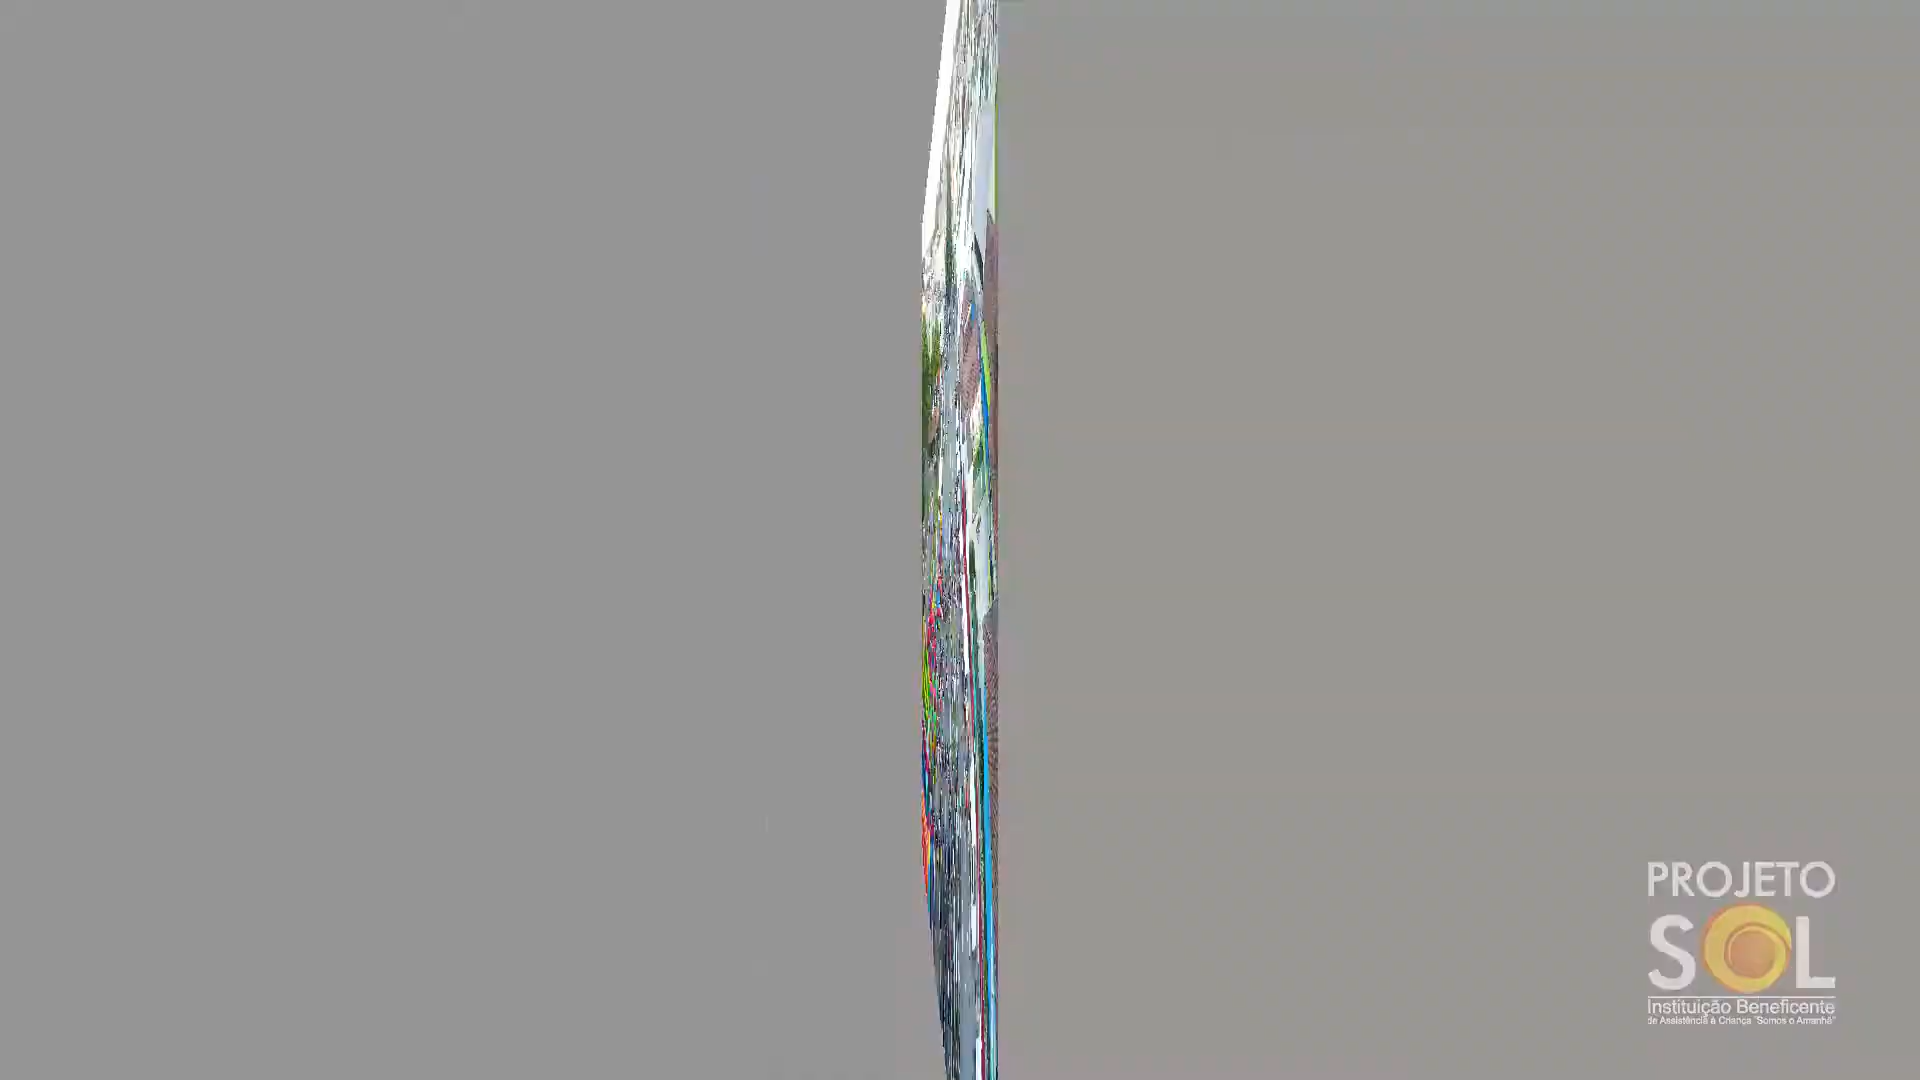 PROJETO
SOL
Instituição Beneficente
de Assistência à Criança "Somos o Amanhã"